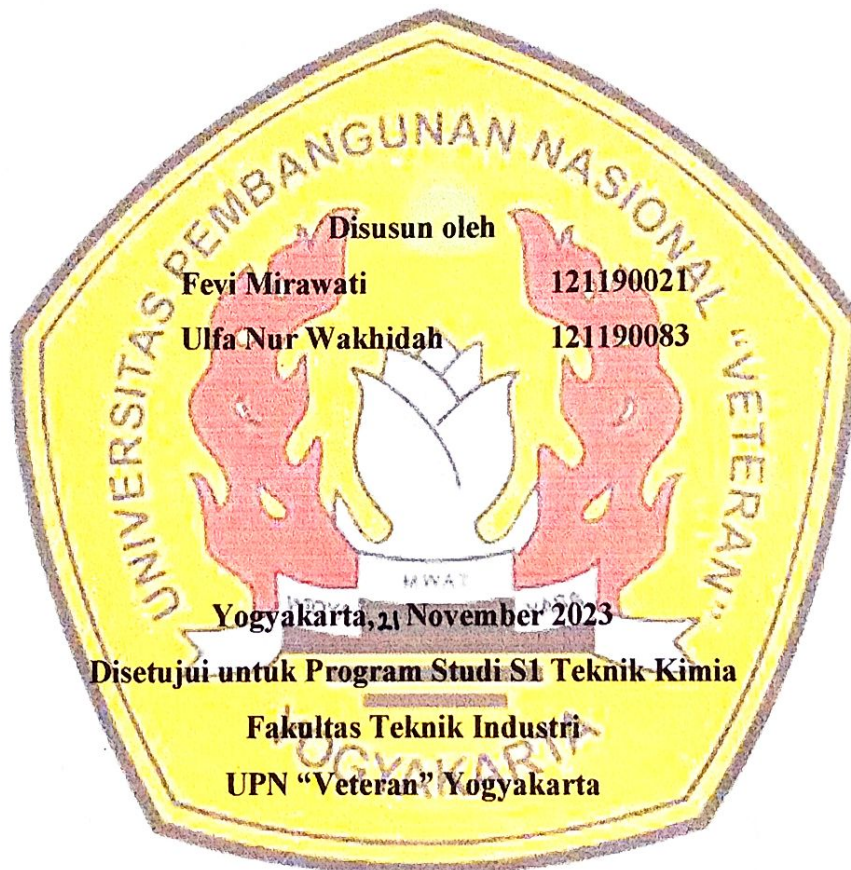 UNIVERSITAS PEMBANGUNAN NASIONAL "VETERAN"
Disusun oleh
Fevi Mirawati 121190021
Ulfa Nur Wakhidah 121190083
MWAT
Yogyakarta, 21 November 2023
Disetujui untuk Program Studi S1 Teknik Kimia
Fakultas Teknik Industri
YOGYAKARTA
UPN “Veteran” Yogyakarta